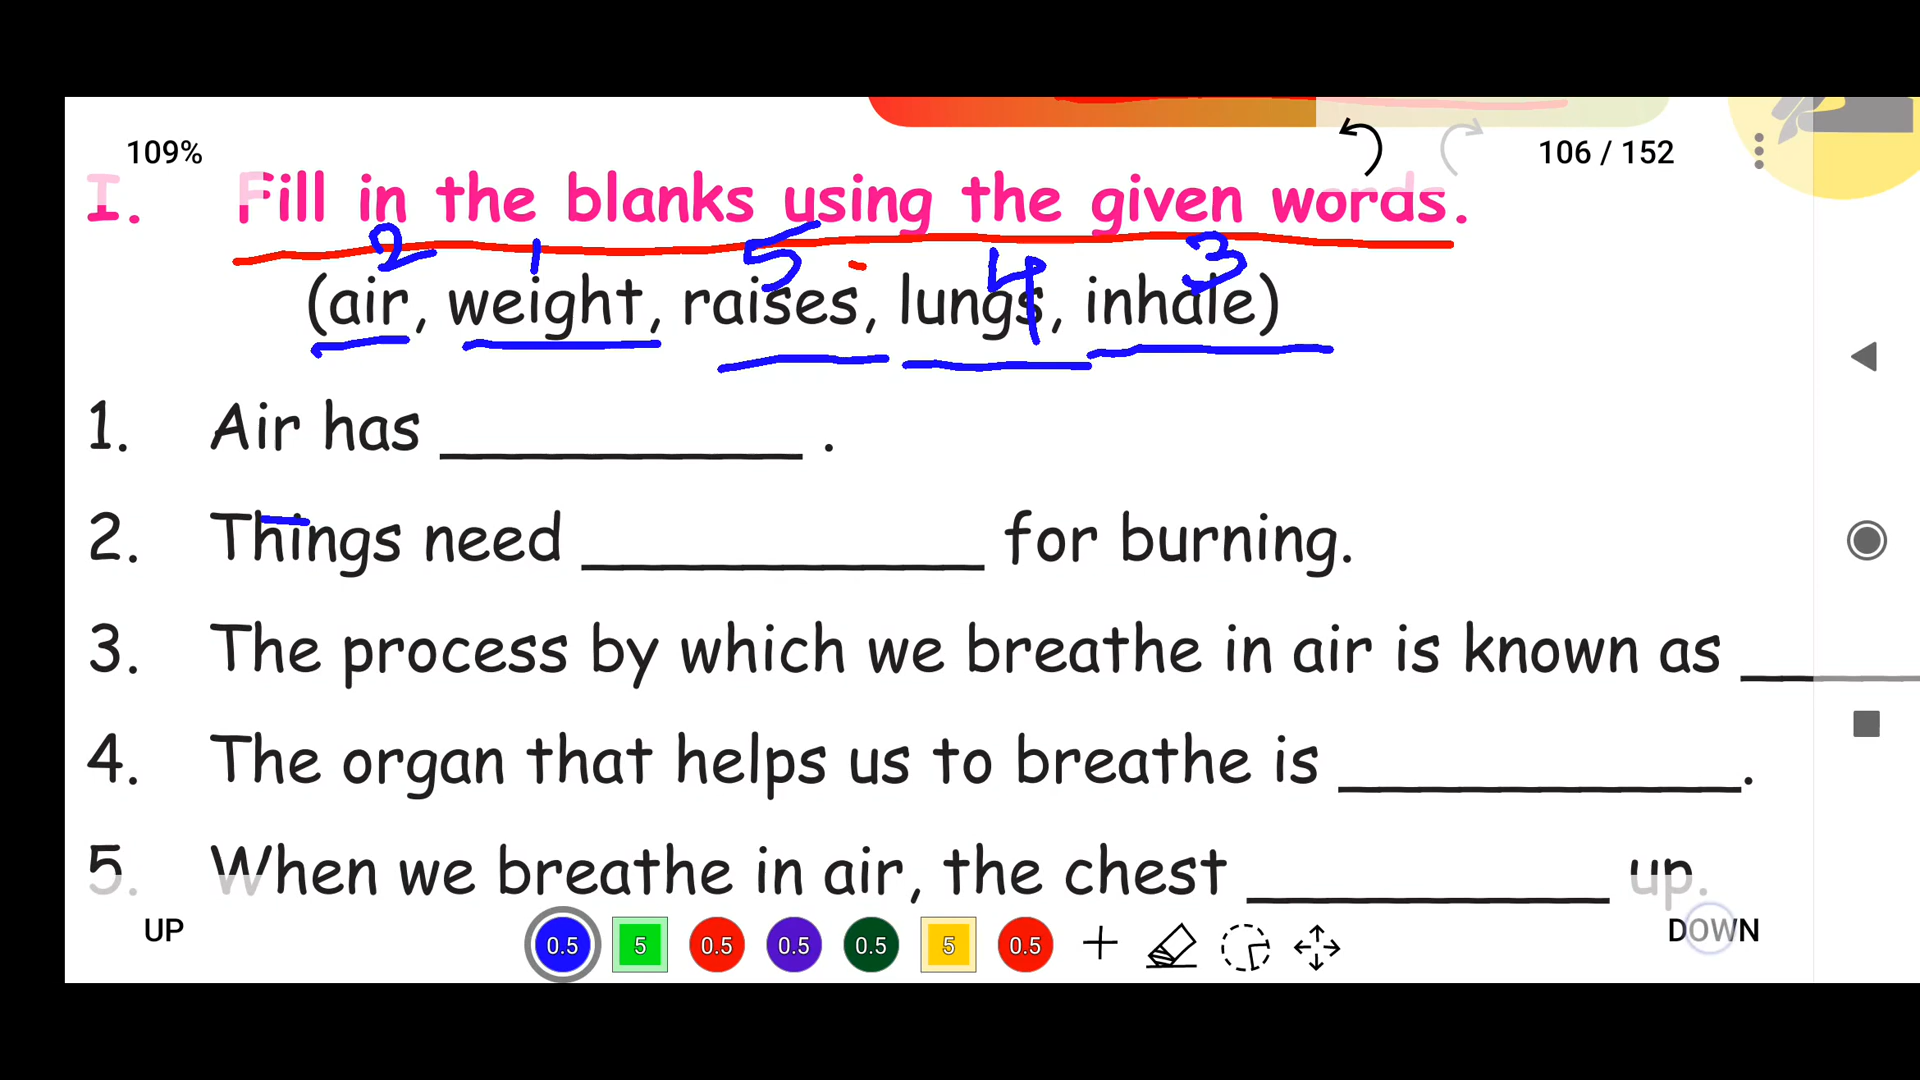 109%
106 / 152
I. Fill in the blanks using the given words.
2 1 5 4 3
(air, weight, raises, lungs, inhale)
1. Air has ____________ .
2. Things need ____________ for burning.
3. The process by which we breathe in air is known as ______
4. The organ that helps us to breathe is ____________.
5. When we breathe in air, the chest ____________ up.
UP
DOWN
0.5 5 0.5 0.5 0.5 5 0.5